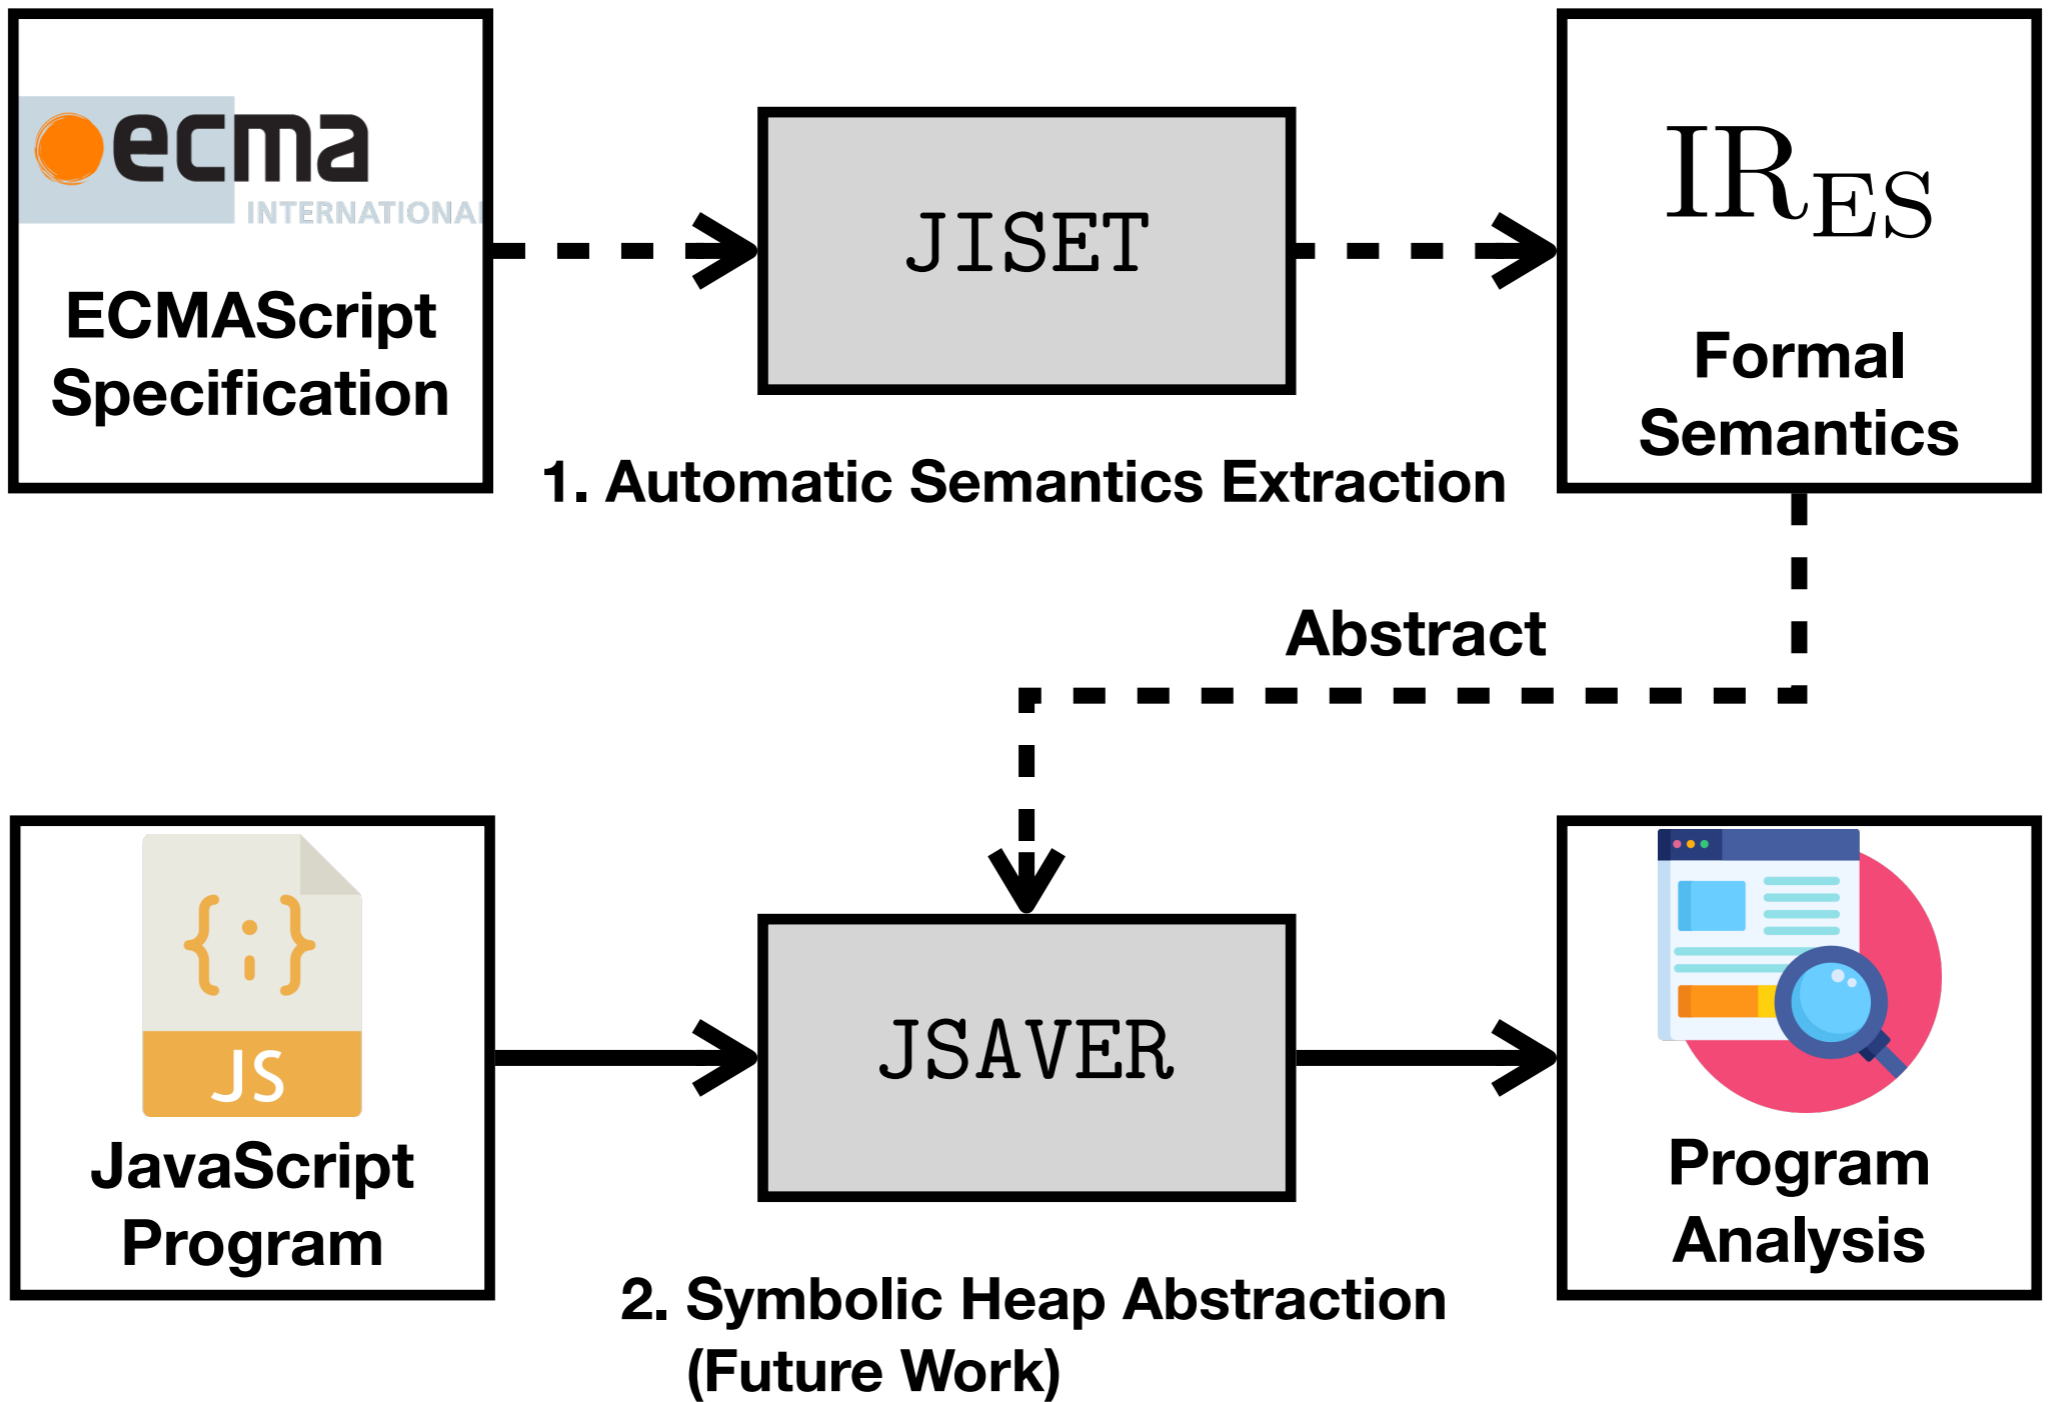 ecma
INTERNATIONAL
ECMAScript
Specification
JISET
1. Automatic Semantics Extraction
IR_ES
Formal
Semantics
Abstract
{;}
JS
JavaScript
Program
JSAVER
2. Symbolic Heap Abstraction
(Future Work)
Program
Analysis